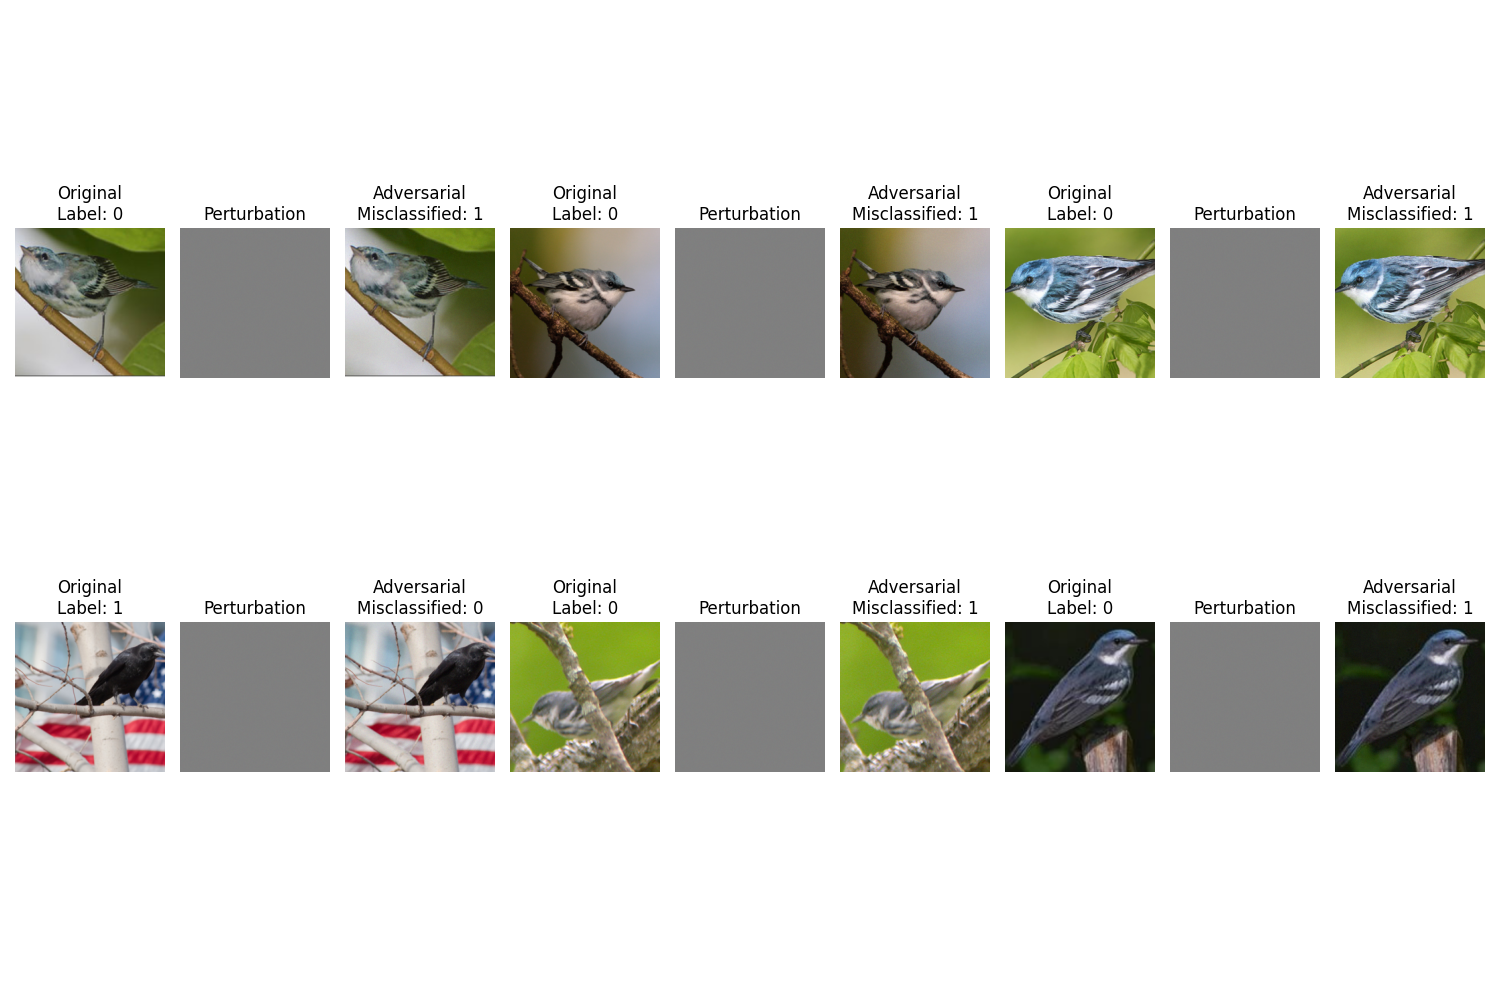 Original
Label: 0
Perturbation
Adversarial
Misclassified: 1
Original
Label: 0
Perturbation
Adversarial
Misclassified: 1
Original
Label: 0
Perturbation
Adversarial
Misclassified: 1
Original
Label: 1
Perturbation
Adversarial
Misclassified: 0
Original
Label: 0
Perturbation
Adversarial
Misclassified: 1
Original
Label: 0
Perturbation
Adversarial
Misclassified: 1